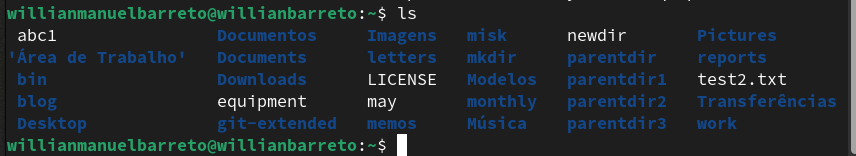 willianmanuelbarreto@willianbarreto:~$ ls
abc1 Documentos Imagens misk newdir Pictures
'Área de Trabalho' Documents letters mkdir parentdir reports
bin Downloads LICENSE Modelos parentdir1 test2.txt
blog equipment may monthly parentdir2 Transferências
Desktop git-extended memos Música parentdir3 work
willianmanuelbarreto@willianbarreto:~$